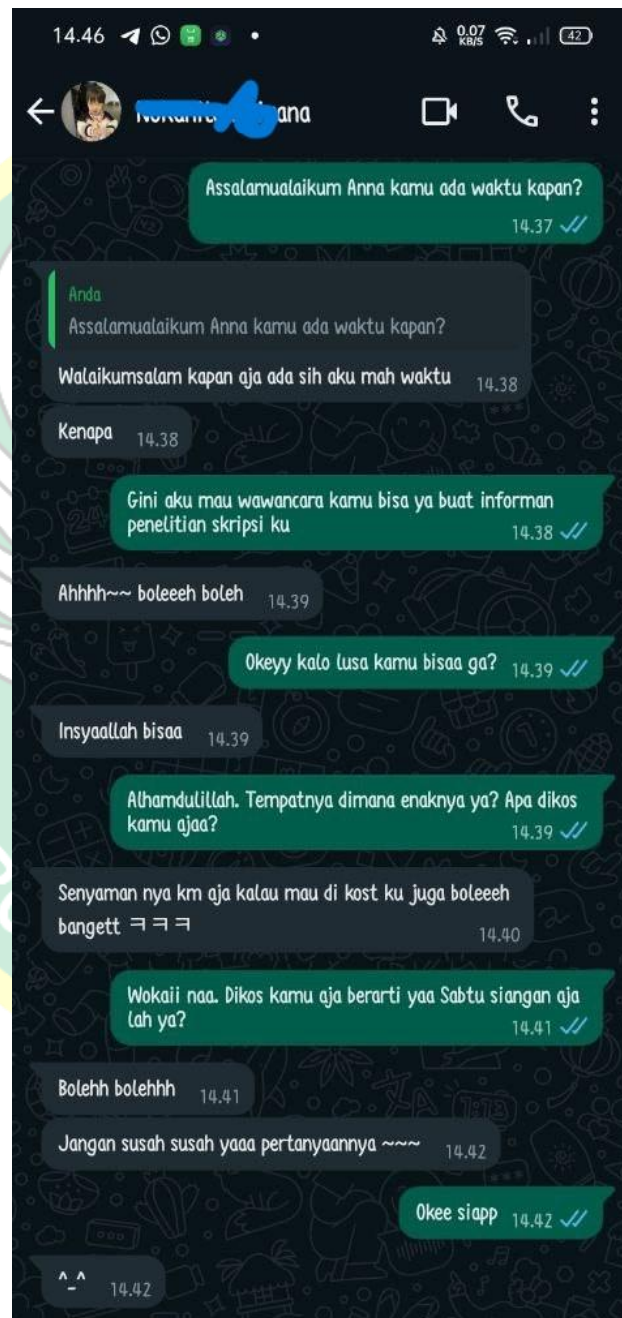 14.46
0.07 KB/S
42
ana
Assalamualaikum Anna kamu ada waktu kapan?
14.37
Anda
Assalamualaikum Anna kamu ada waktu kapan?
Walaikumsalam kapan aja ada sih aku mah waktu 14.38
Kenapa 14.38
Gini aku mau wawancara kamu bisa ya buat informan
penelitian skripsi ku 14.38
Ahhhh~~ boleeeh boleh 14.39
Okeyy kalo lusa kamu bisaa ga? 14.39
Insyaallah bisaa 14.39
Alhamdulillah. Tempatnya dimana enaknya ya? Apa dikos
kamu ajaa? 14.39
Senyaman nya km aja kalau mau di kost ku juga boleeeh
bangett ㅋㅋㅋ 14.40
Wokaii naa. Dikos kamu aja berarti yaa Sabtu siangan aja
lah ya? 14.41
Bolehh bolehhh 14.41
Jangan susah susah yaaa pertanyaannya ~~~ 14.42
Okee siapp 14.42
^_^ 14.42